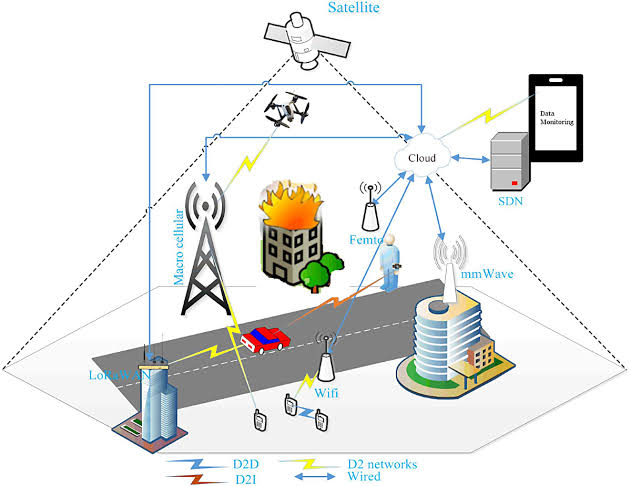 Satellite
Data
Monitoring
Cloud
SDN
Macro cellular
Femto
mmWave
LoRaWAN
Wifi
D2D
D2 networks
D2I
Wired